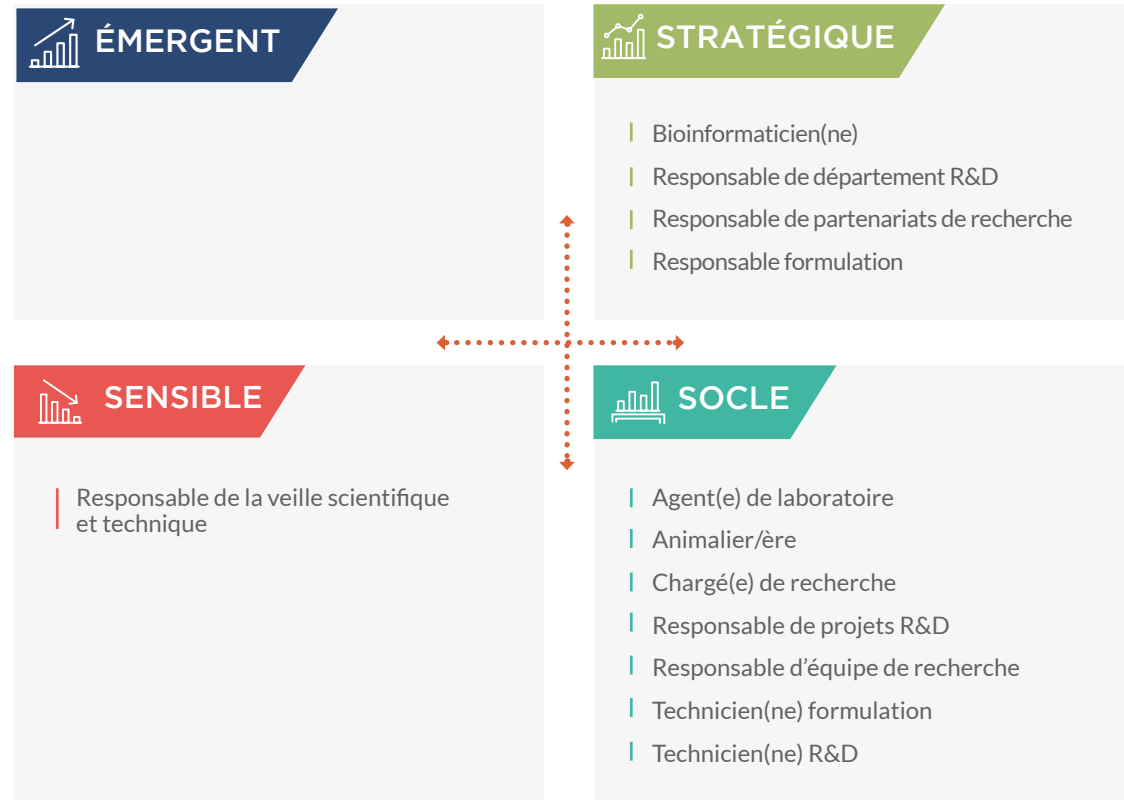 ÉMERGENT
STRATÉGIQUE
Bioinformaticien(ne)
Responsable de département R&D
Responsable de partenariats de recherche
Responsable formulation
SENSIBLE
Responsable de la veille scientifique
et technique
SOCLE
Agent(e) de laboratoire
Animalier/ère
Chargé(e) de recherche
Responsable de projets R&D
Responsable d’équipe de recherche
Technicien(ne) formulation
Technicien(ne) R&D